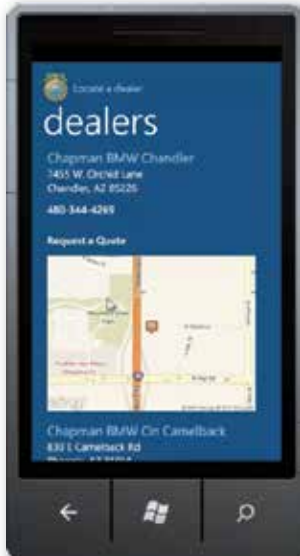 Locate a dealer
dealers
Chapman BMW Chandler
7455 W. Orchid Lane
Chandler, AZ 85226
480-344-4269
Request a Quote
Chapman BMW On Camelback
830 E Camelback Rd